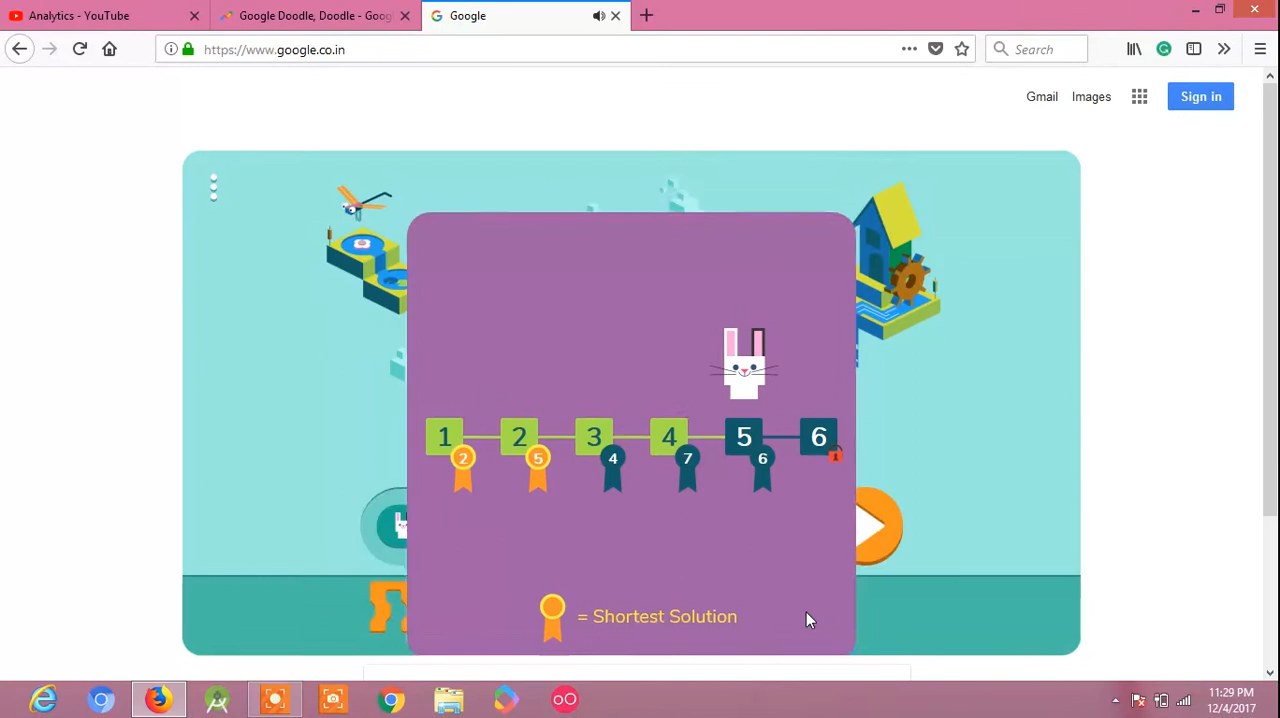 Analytics - YouTube
Google Doodle, Doodle - Goog
Google
https://www.google.co.in
Search
Gmail Images Sign in
1 2 3 4 5 6
2 5 4 7 6
= Shortest Solution
11:29 PM
12/4/2017